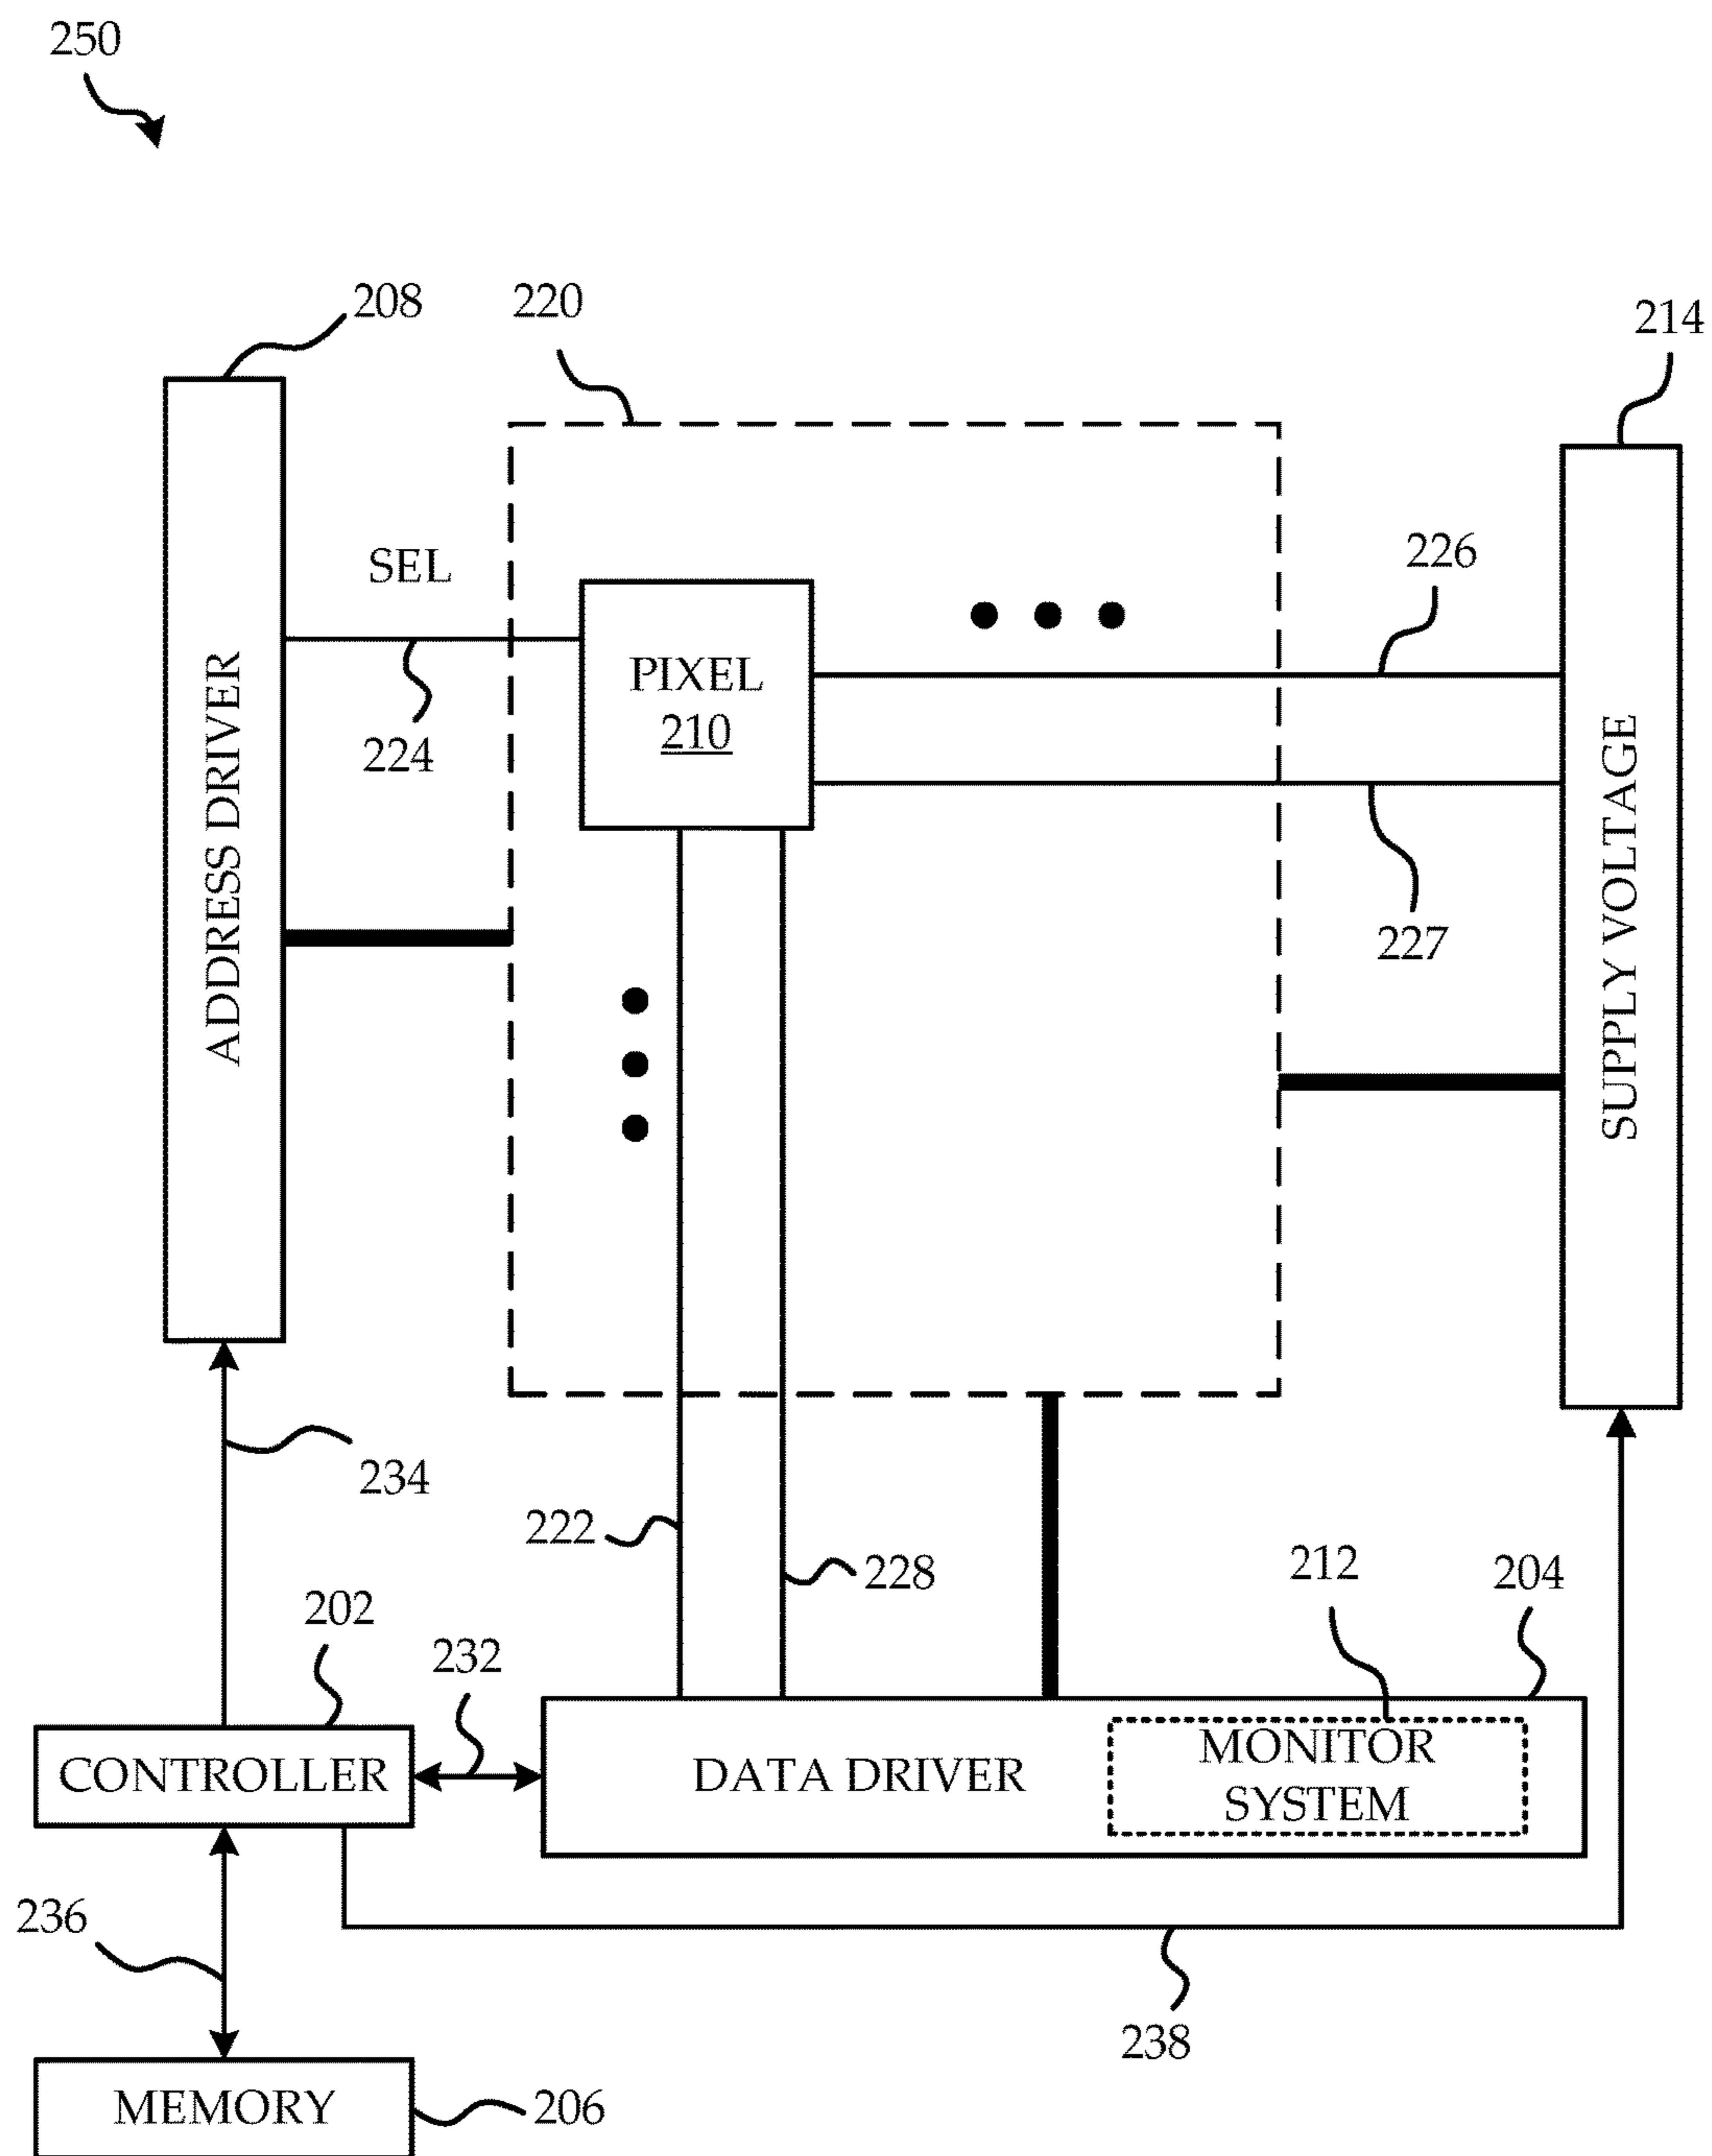 250
208
220
214
SEL
226
PIXEL
210
224
227
ADDRESS DRIVER
SUPPLY VOLTAGE
234
222
228
212
204
202
232
CONTROLLER
DATA DRIVER
MONITOR
SYSTEM
236
238
MEMORY
206